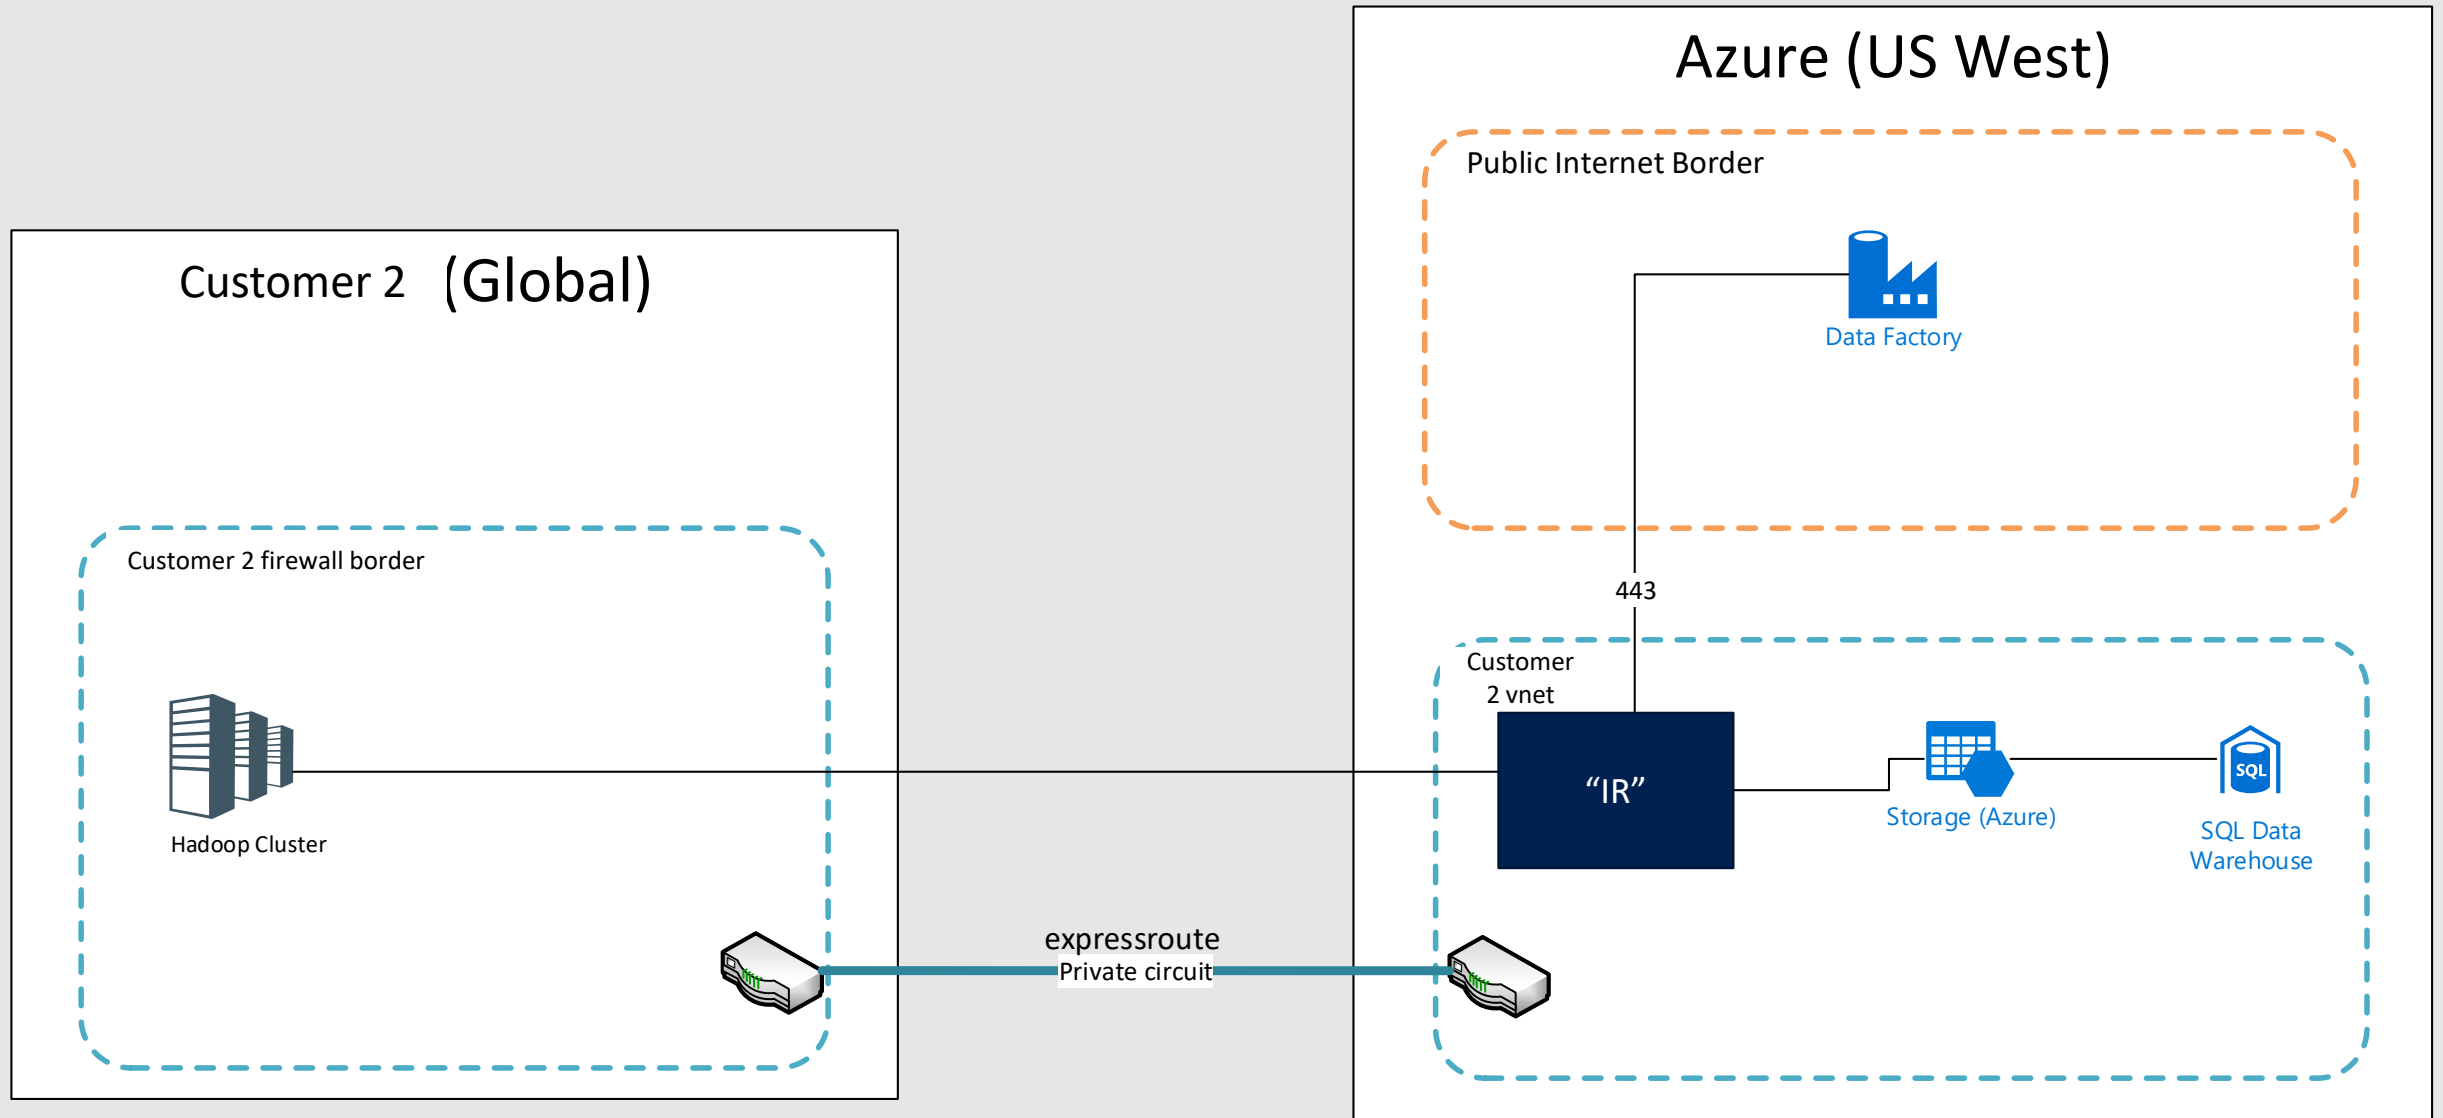 Azure (US West)
Public Internet Border
Data Factory
Customer 2 (Global)
Customer 2 firewall border
443
Customer
2 vnet
"IR"
SQL
Storage (Azure)
SQL Data
Warehouse
Hadoop Cluster
expressroute
Private circuit